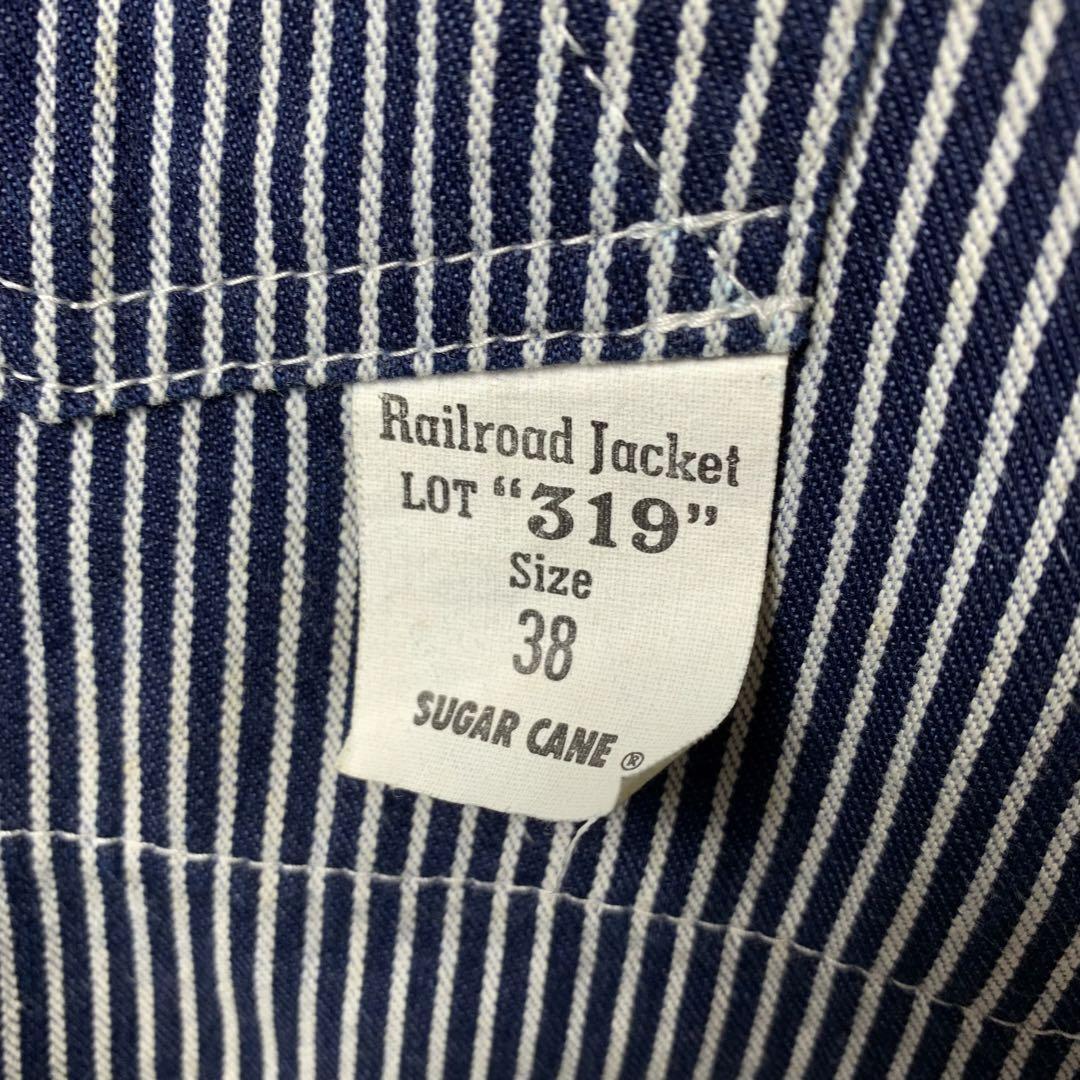 Railroad Jacket
LOT “319”
Size
38
SUGAR CANE ®